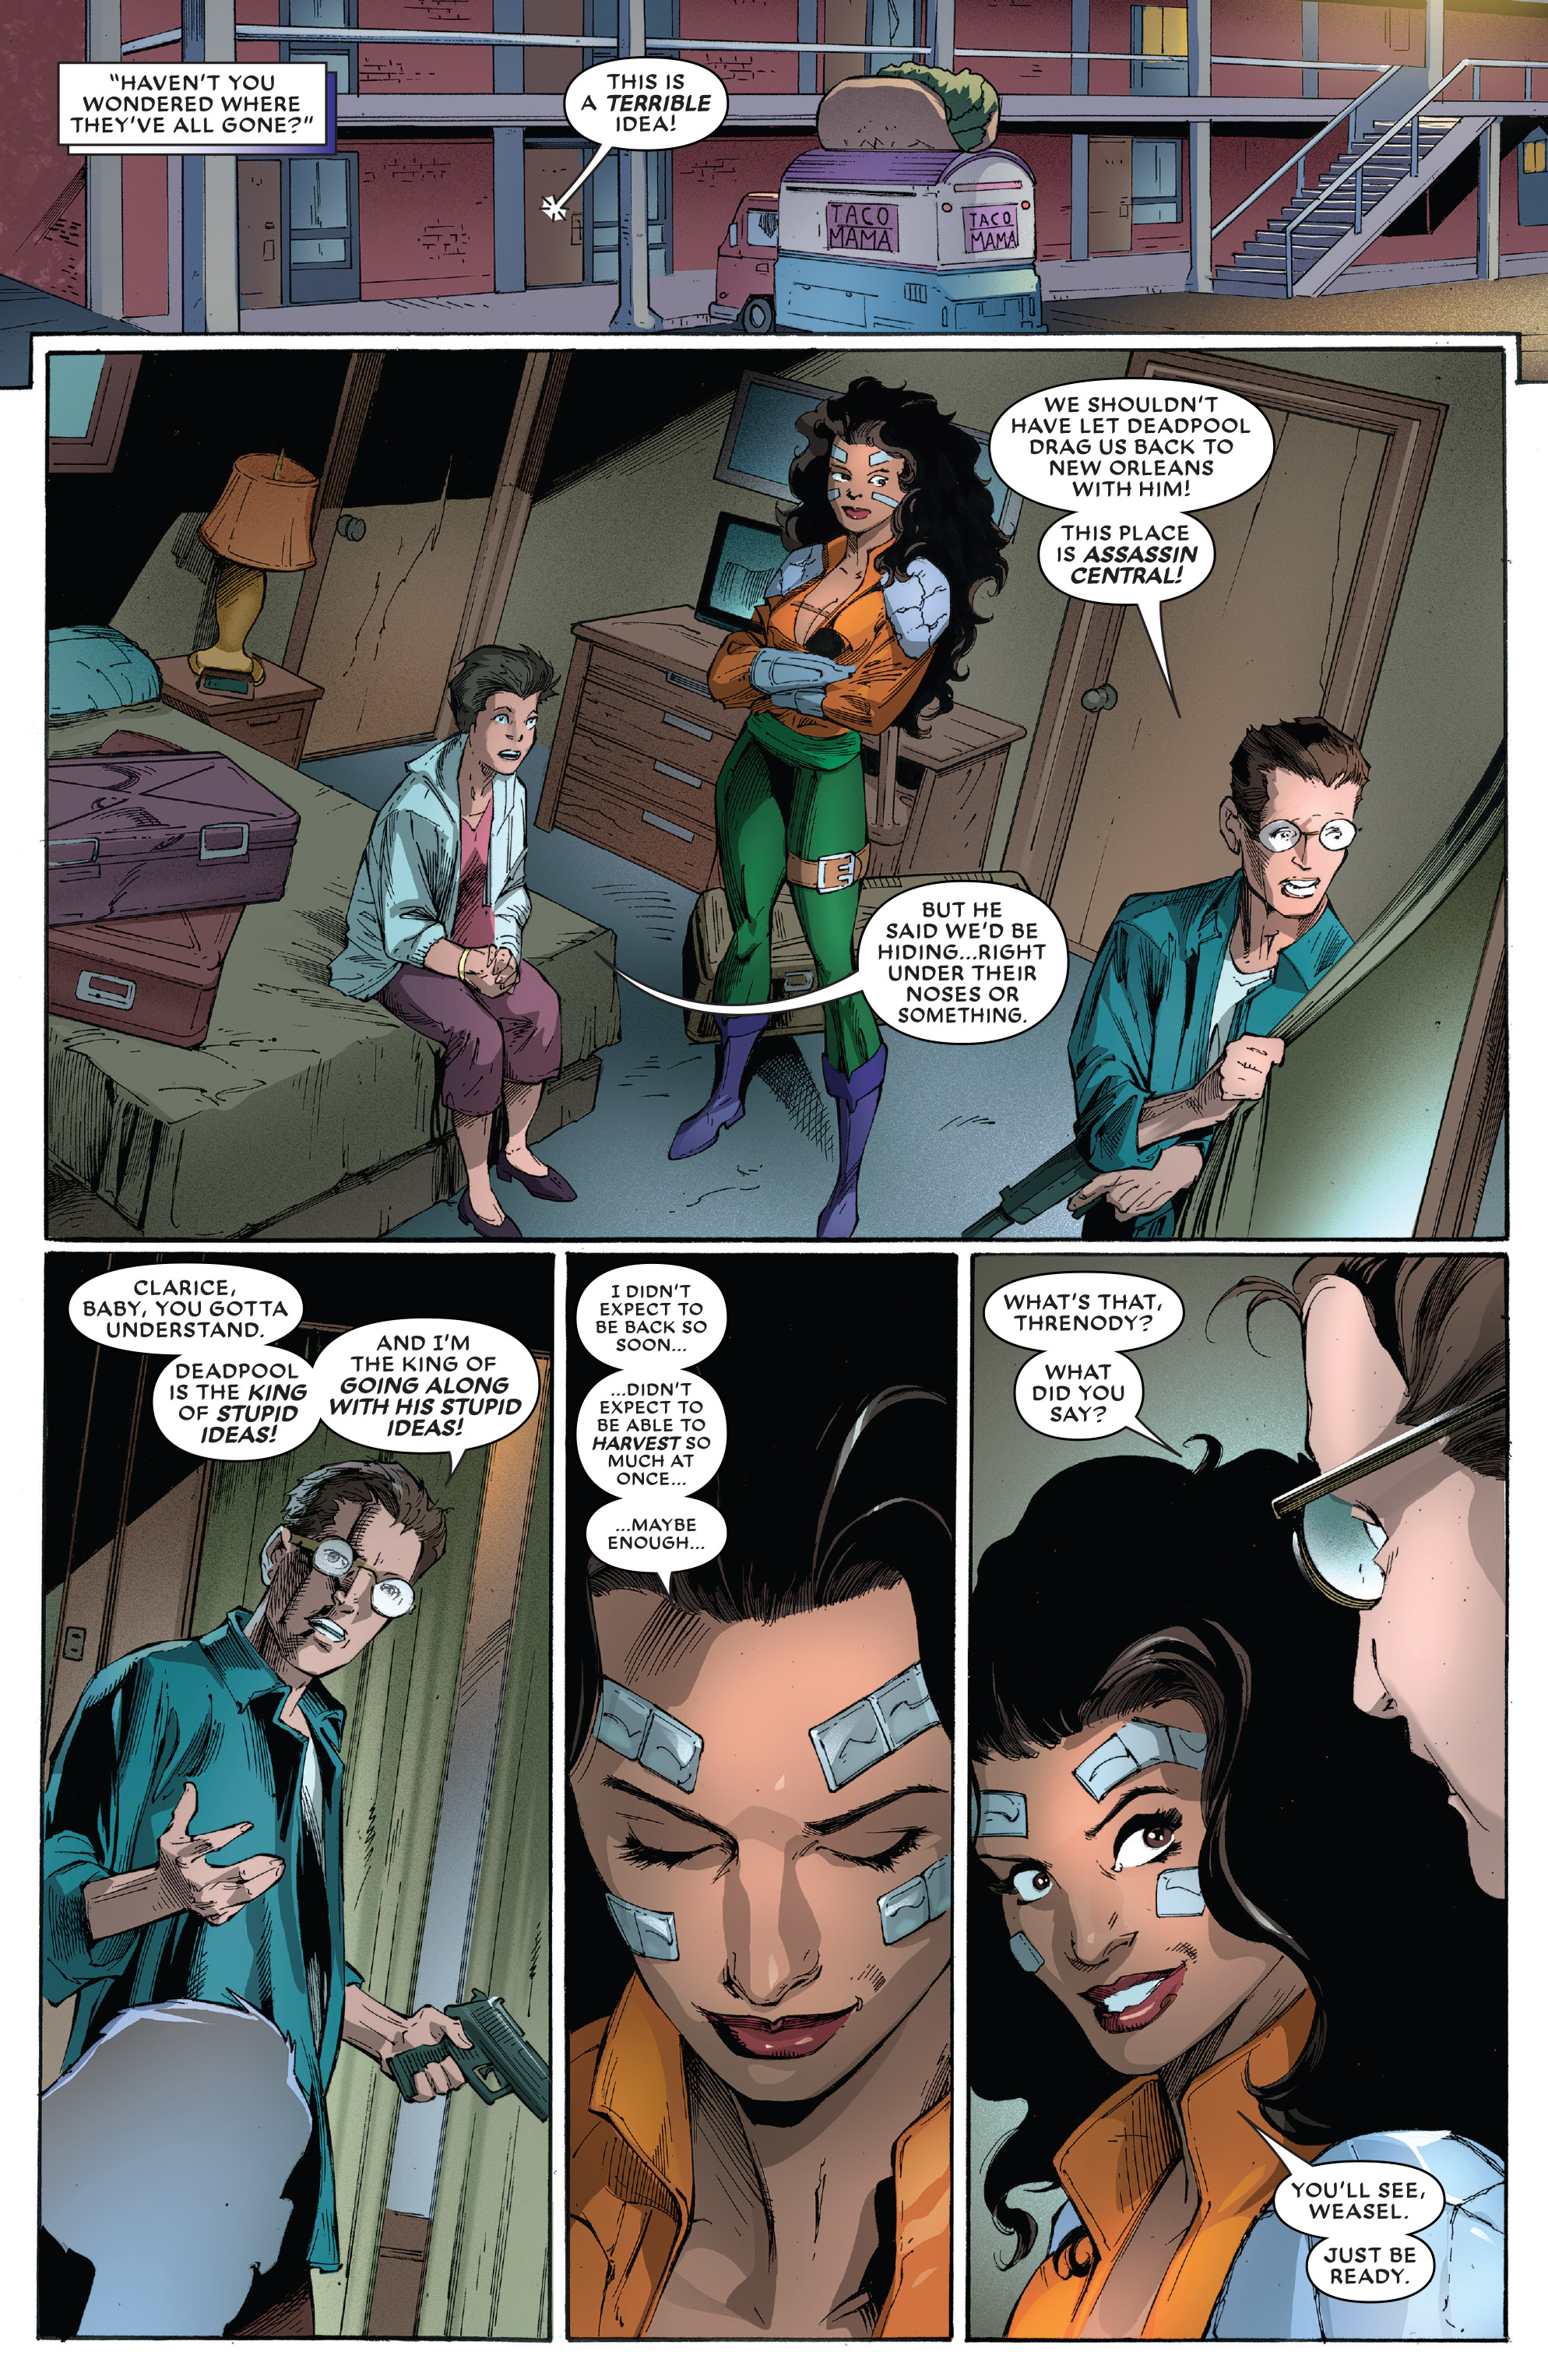 "HAVEN'T YOU
WONDERED WHERE
THEY'VE ALL GONE?"
THIS IS
A TERRIBLE
IDEA!
TACO
MAMA
TACO
MAMA
WE SHOULDN'T
HAVE LET DEADPOOL
DRAG US BACK TO
NEW ORLEANS
WITH HIM!
THIS PLACE
IS ASSASSIN
CENTRAL!
BUT HE
SAID WE'D BE
HIDING...RIGHT
UNDER THEIR
NOSES OR
SOMETHING.
CLARICE,
BABY, YOU GOTTA
UNDERSTAND.
DEADPOOL
IS THE KING
OF STUPID
IDEAS!
AND I'M
THE KING OF
GOING ALONG
WITH HIS STUPID
IDEAS!
I DIDN'T
EXPECT TO
BE BACK SO
SOON...
...DIDN'T
EXPECT TO
BE ABLE TO
HARVEST SO
MUCH AT
ONCE...
...MAYBE
ENOUGH...
WHAT'S THAT,
THRENODY?
WHAT
DID YOU
SAY?
YOU'LL SEE,
WEASEL.
JUST BE
READY.